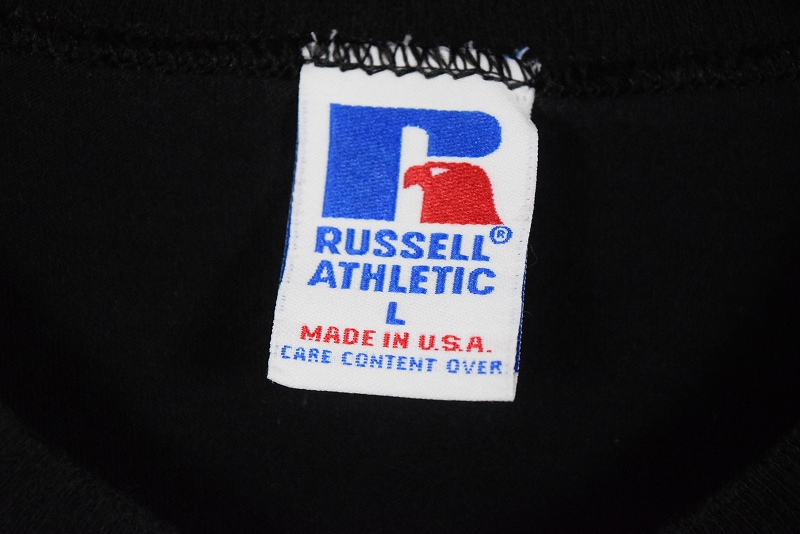 RUSSELL®
ATHLETIC
L
MADE IN U.S.A.
CARE CONTENT OVER